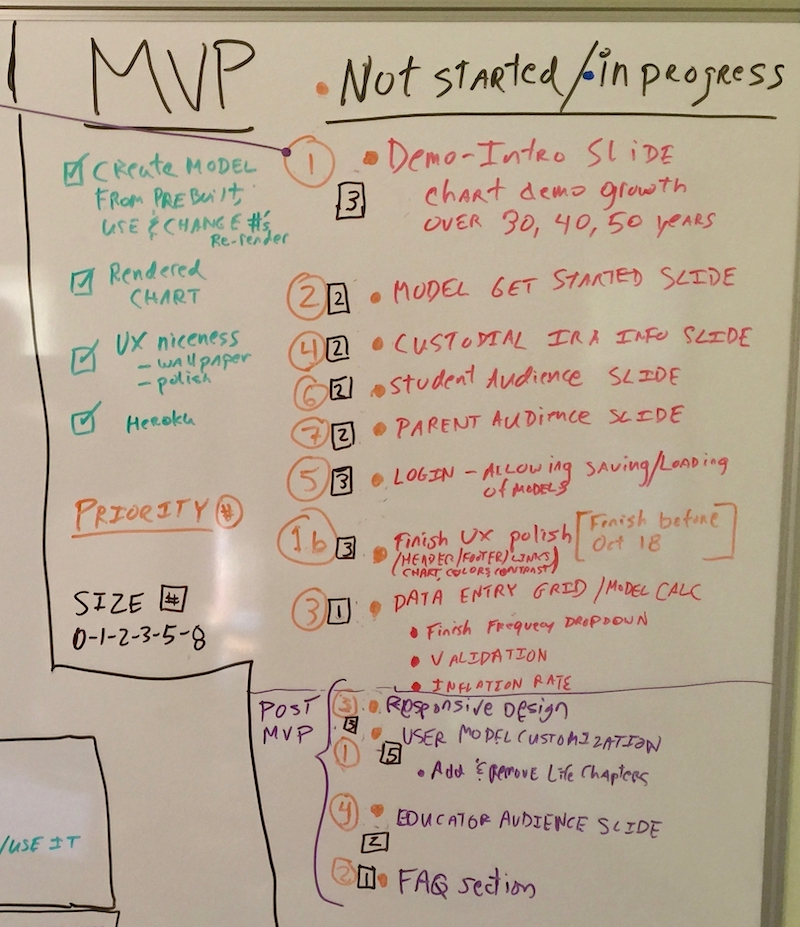 MVP
☑ Create MODEL
FROM PREBUILT,
USE & CHANGE #'s
Re-render
☑ Rendered
CHART
☑ UX niceness
- wallpaper
- polish
☑ Heroku
PRIORITY #
SIZE #
0-1-2-3-5-8
• Not STARTED/•in progress
1 3 • Demo-Intro SLiDE
CHART demo growth
OVER 30, 40, 50 years
2 2 • MODEL GET STARTED SLIDE
4 2 • CUSTODIAL IRA INFO SLIDE
6 2 • Student Audience SLIDE
7 2 • PARENT AUDIENCE SLIDE
5 3 • LOGIN - ALLOWING SAVING/LOADING
of MODELS
1b 3 • Finish UX polish [Finish before
Oct 18]
(HEADER/FOOTER/LINKS/
CHART, COLORS, CONTRAST)
3 1 • DATA ENTRY GRID/MODEL CALC
• Finish Frequecy DROPDOWN
• VALIDATION
• INFLATION RATE
POST
MVP
3 3 • Responsive Design
1 5 • USER MODEL CUSTOMIZATION
• Add & Remove Life Chapters
4 2 • EDUCATOR AUDIENCE SLIDE
2 1 • FAQ section
/USE IT